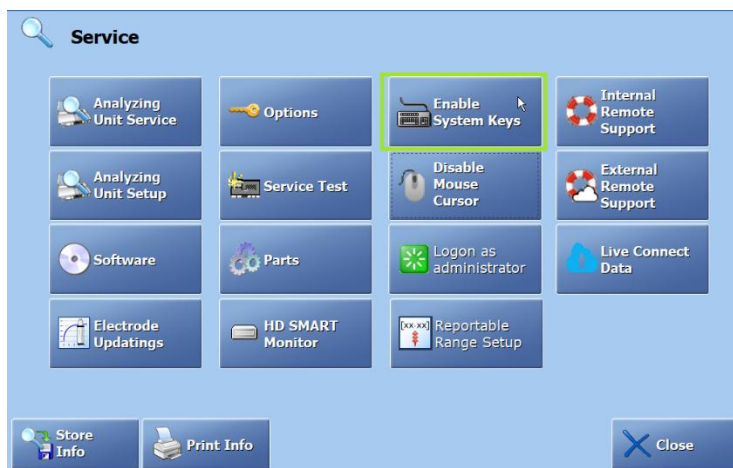 Service
Analyzing
Unit Service
Options
Enable
System Keys
Internal
Remote
Support
Analyzing
Unit Setup
Service Test
Disable
Mouse
Cursor
External
Remote
Support
Software
Parts
Logon as
administrator
Live Connect
Data
Electrode
Updatings
HD SMART
Monitor
[xx-xx]
Reportable
Range Setup
Store
Info
Print Info
Close